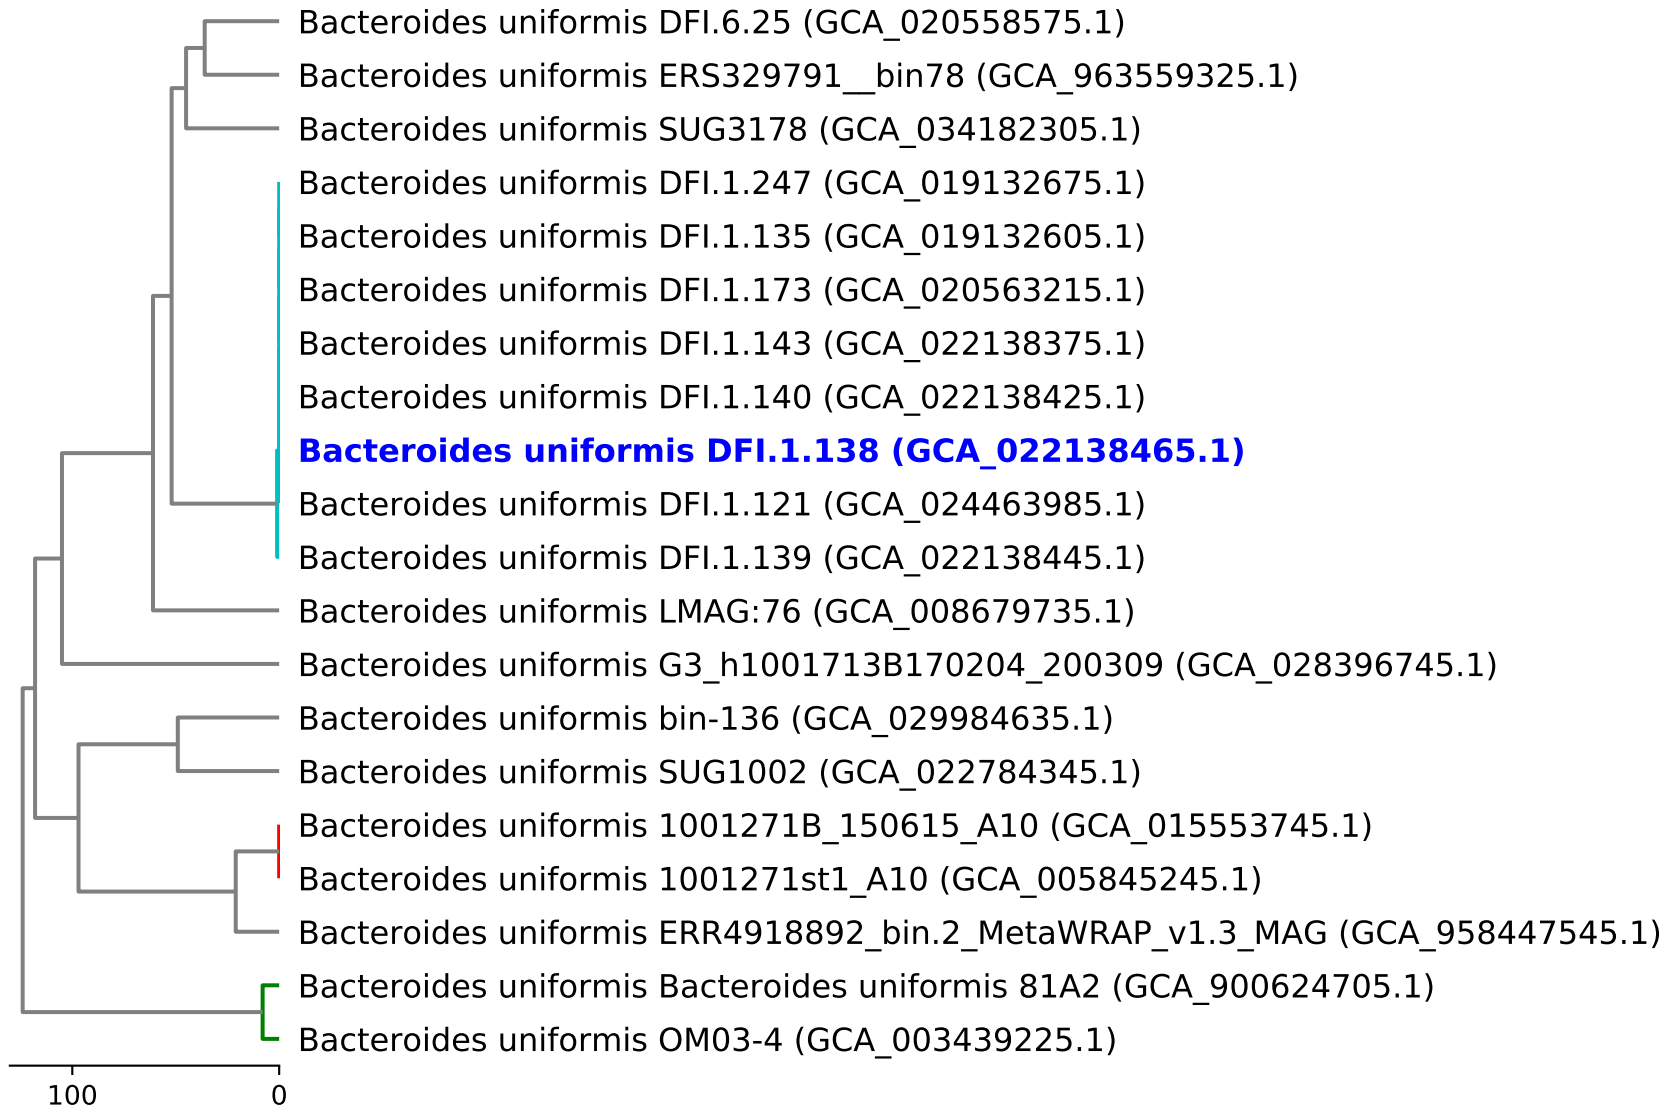 Bacteroides uniformis DFI.6.25 (GCA_020558575.1)
Bacteroides uniformis ERS329791__bin78 (GCA_963559325.1)
Bacteroides uniformis SUG3178 (GCA_034182305.1)
Bacteroides uniformis DFI.1.247 (GCA_019132675.1)
Bacteroides uniformis DFI.1.135 (GCA_019132605.1)
Bacteroides uniformis DFI.1.173 (GCA_020563215.1)
Bacteroides uniformis DFI.1.143 (GCA_022138375.1)
Bacteroides uniformis DFI.1.140 (GCA_022138425.1)
Bacteroides uniformis DFI.1.138 (GCA_022138465.1)
Bacteroides uniformis DFI.1.121 (GCA_024463985.1)
Bacteroides uniformis DFI.1.139 (GCA_022138445.1)
Bacteroides uniformis LMAG:76 (GCA_008679735.1)
Bacteroides uniformis G3_h1001713B170204_200309 (GCA_028396745.1)
Bacteroides uniformis bin-136 (GCA_029984635.1)
Bacteroides uniformis SUG1002 (GCA_022784345.1)
Bacteroides uniformis 1001271B_150615_A10 (GCA_015553745.1)
Bacteroides uniformis 1001271st1_A10 (GCA_005845245.1)
Bacteroides uniformis ERR4918892_bin.2_MetaWRAP_v1.3_MAG (GCA_958447545.1)
Bacteroides uniformis Bacteroides uniformis 81A2 (GCA_900624705.1)
Bacteroides uniformis OM03-4 (GCA_003439225.1)
100 0